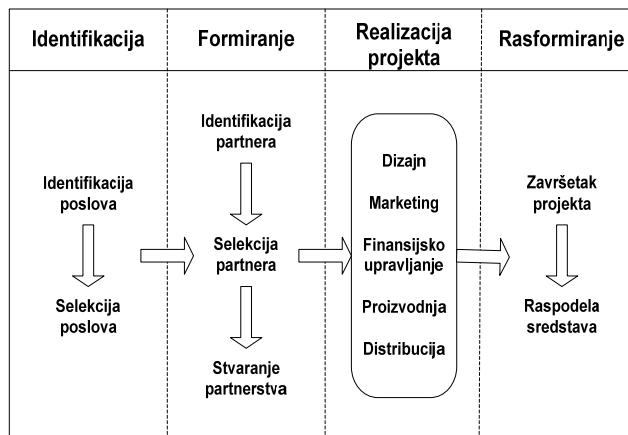 Identifikacija
Formiranje
Realizacija
projekta
Rasformiranje
Identifikacija
poslova
Selekcija
poslova
Identifikacija
partnera
Selekcija
partnera
Stvaranje
partnerstva
Dizajn
Marketing
Finansijsko
upravljanje
Proizvodnja
Distribucija
Završetak
projekta
Raspodela
sredstava